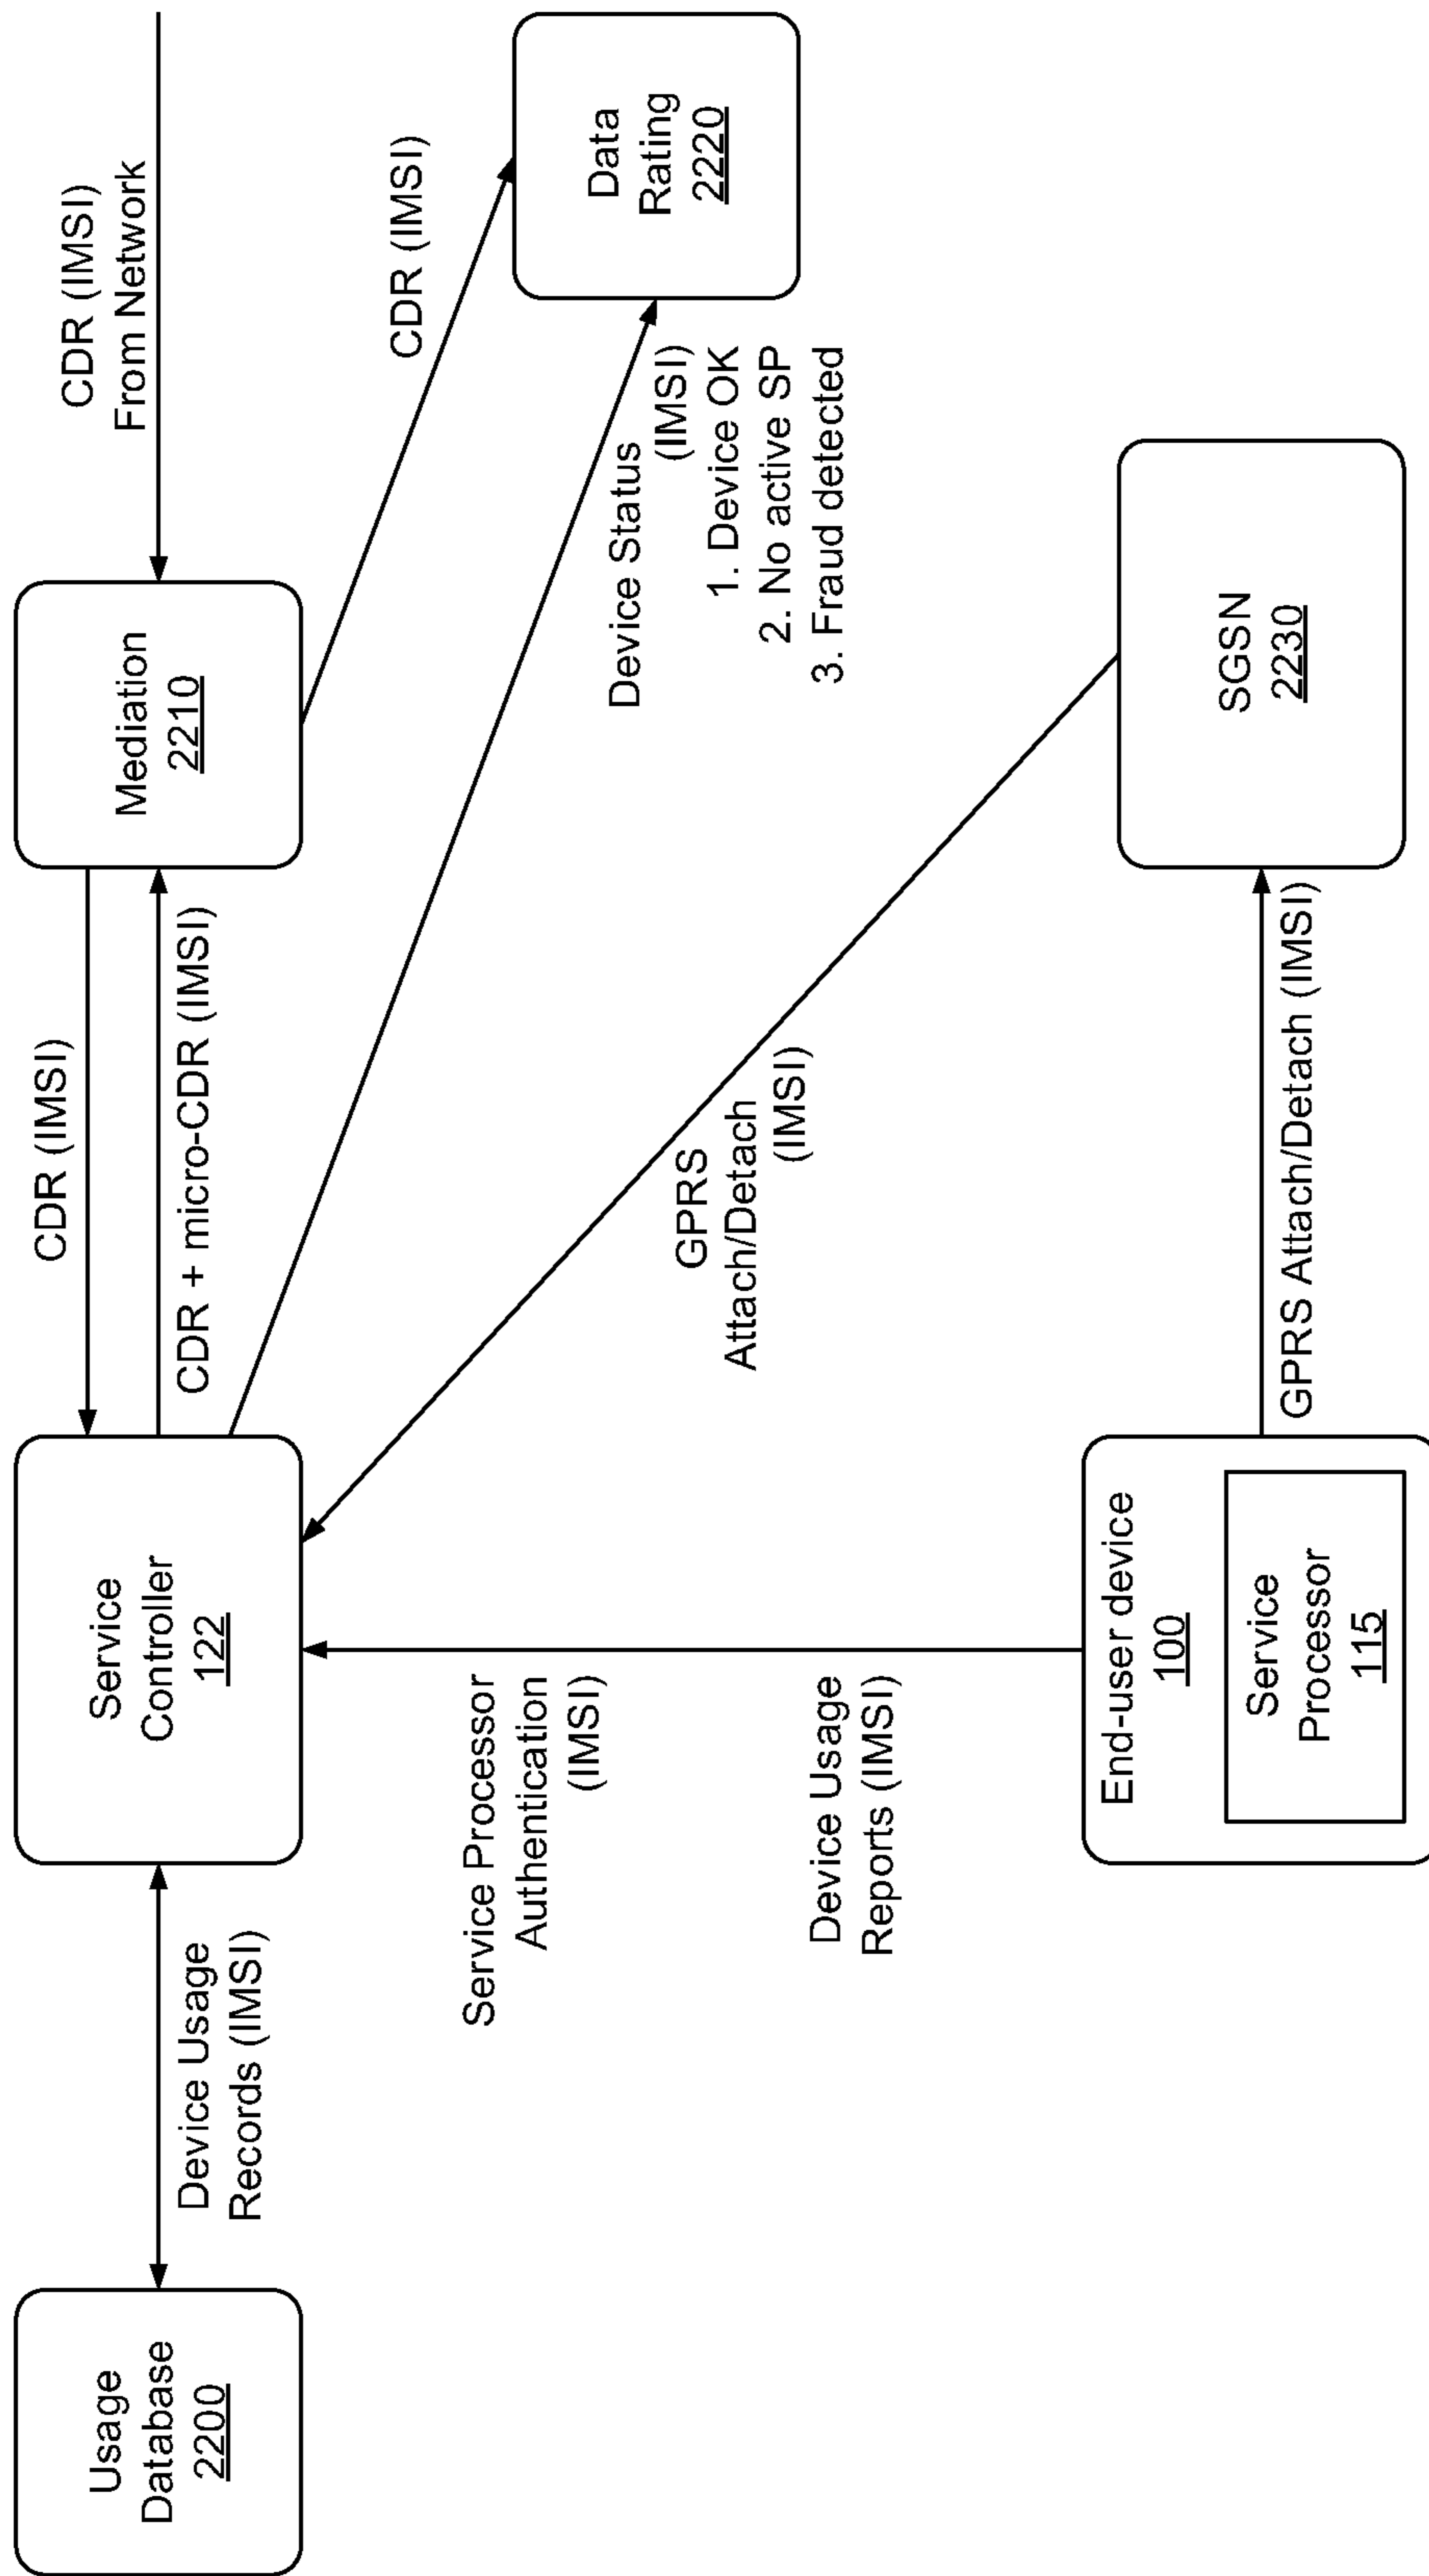 Usage
Database
2200
Device Usage
Records (IMSI)
Service
Controller
122
CDR (IMSI)
CDR + micro-CDR (IMSI)
Mediation
2210
CDR (IMSI)
From Network
CDR (IMSI)
Data
Rating
2220
Device Status
(IMSI)
1. Device OK
2. No active SP
3. Fraud detected
Service Processor
Authentication
(IMSI)
Device Usage
Reports (IMSI)
GPRS
Attach/Detach
(IMSI)
End-user device
100
Service
Processor
115
GPRS Attach/Detach (IMSI)
SGSN
2230